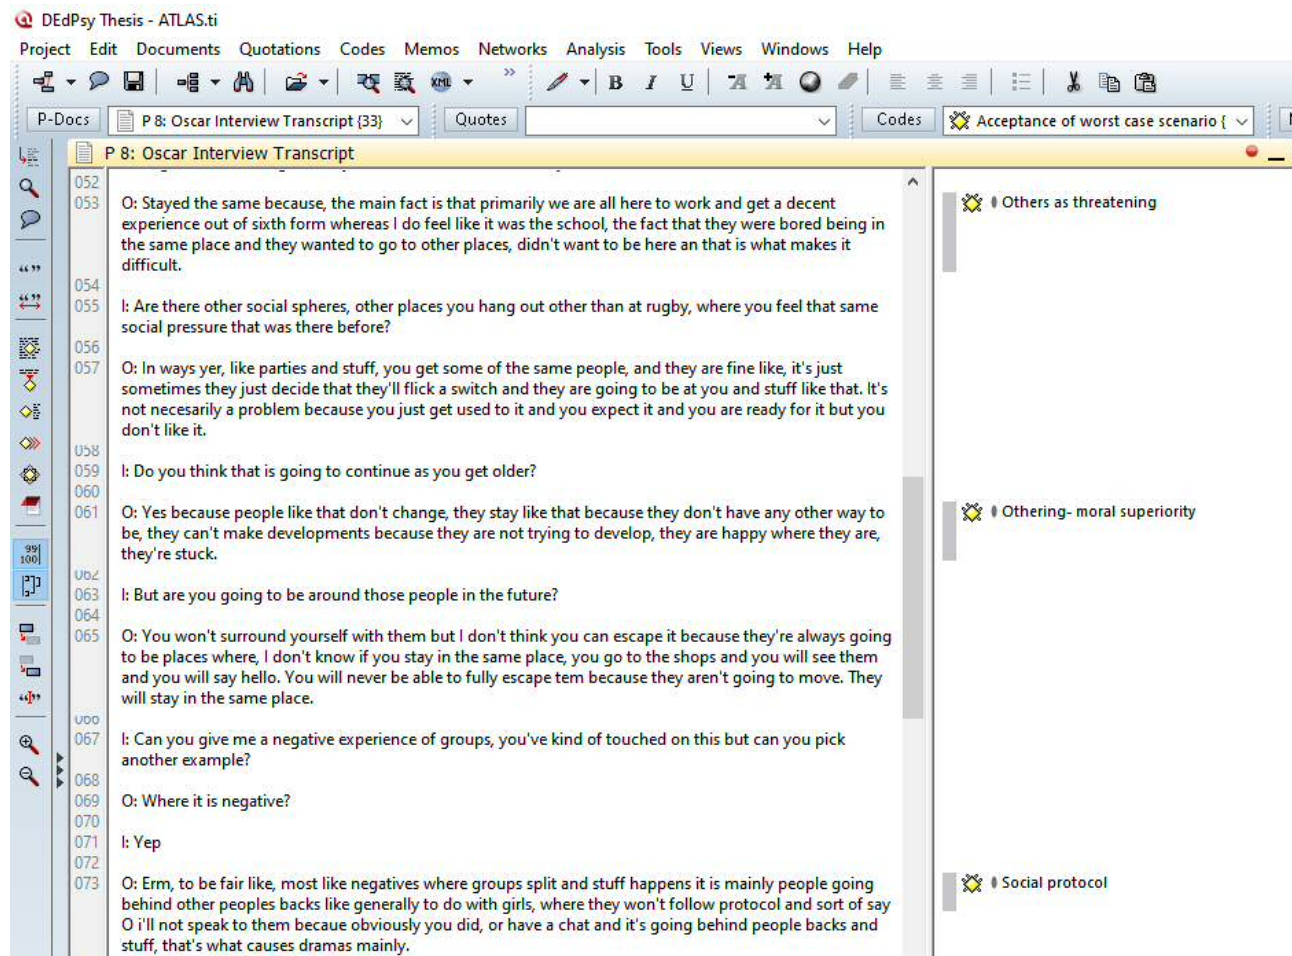 DEdPsy Thesis - ATLAS.ti
Project Edit Documents Quotations Codes Memos Networks Analysis Tools Views Windows Help
XML » B I U A A
P-Docs P 8: Oscar Interview Transcript {33} Quotes Codes Acceptance of worst case scenario {
P 8: Oscar Interview Transcript
052
053 O: Stayed the same because, the main fact is that primarily we are all here to work and get a decent Others as threatening
experience out of sixth form whereas I do feel like it was the school, the fact that they were bored being in
the same place and they wanted to go to other places, didn't want to be here an that is what makes it
difficult.
054
055 I: Are there other social spheres, other places you hang out other than at rugby, where you feel that same
social pressure that was there before?
056
057 O: In ways yer, like parties and stuff, you get some of the same people, and they are fine like, it's just
sometimes they just decide that they'll flick a switch and they are going to be at you and stuff like that. It's
not necesarily a problem because you just get used to it and you expect it and you are ready for it but you
don't like it.
058
059 I: Do you think that is going to continue as you get older?
060
061 O: Yes because people like that don't change, they stay like that because they don't have any other way to Othering- moral superiority
be, they can't make developments because they are not trying to develop, they are happy where they are,
they're stuck.
062
063 I: But are you going to be around those people in the future?
064
065 O: You won't surround yourself with them but I don't think you can escape it because they're always going
to be places where, I don't know if you stay in the same place, you go to the shops and you will see them
and you will say hello. You will never be able to fully escape tem because they aren't going to move. They
will stay in the same place.
066
067 I: Can you give me a negative experience of groups, you've kind of touched on this but can you pick
another example?
068
069 O: Where it is negative?
070
071 I: Yep
072
073 O: Erm, to be fair like, most like negatives where groups split and stuff happens it is mainly people going Social protocol
behind other peoples backs like generally to do with girls, where they won't follow protocol and sort of say
O i'll not speak to them becaue obviously you did, or have a chat and it's going behind people backs and
stuff, that's what causes dramas mainly.